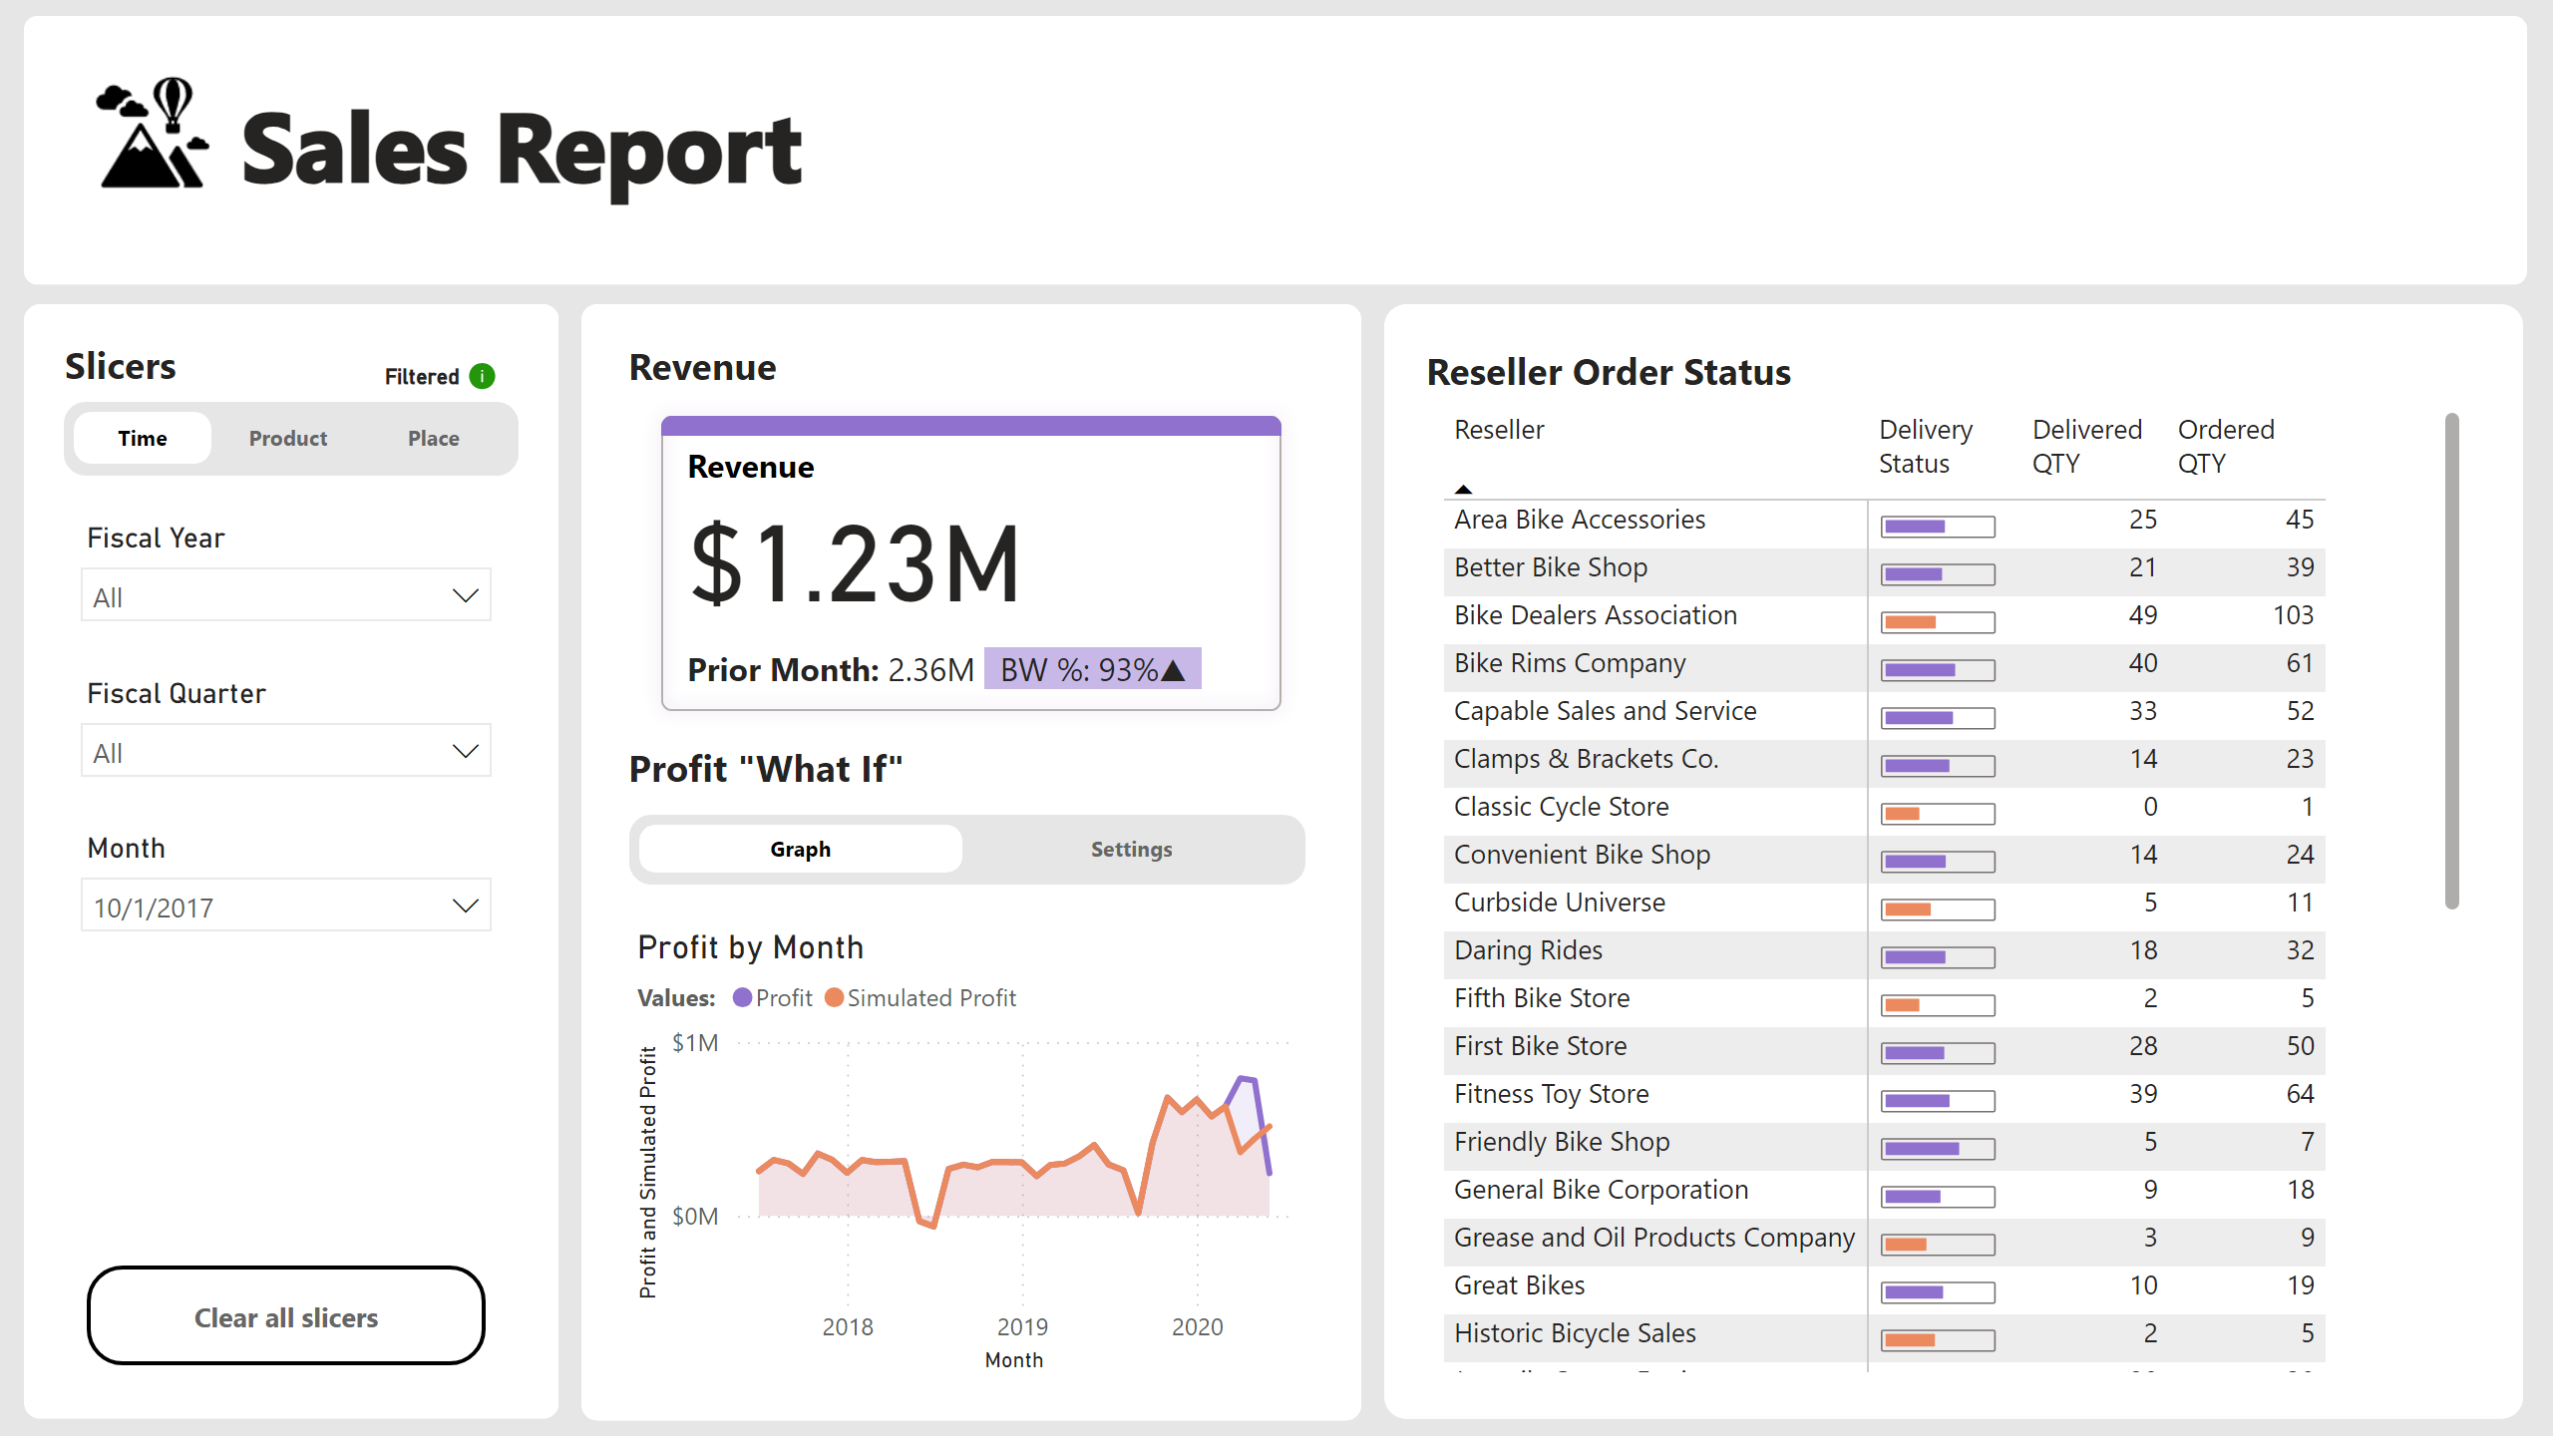 Sales Report
Slicers
Filtered i
Time Product Place
Fiscal Year
All
Fiscal Quarter
All
Month
10/1/2017
Clear all slicers
Revenue
Revenue
$1.23M
Prior Month: 2.36M BW %: 93%▲
Profit "What If"
Graph Settings
Profit by Month
Values: Profit Simulated Profit
Profit and Simulated Profit
$1M
$0M
2018 2019 2020
Month
Reseller Order Status
Reseller Delivery Status Delivered QTY Ordered QTY
Area Bike Accessories 25 45
Better Bike Shop 21 39
Bike Dealers Association 49 103
Bike Rims Company 40 61
Capable Sales and Service 33 52
Clamps & Brackets Co. 14 23
Classic Cycle Store 0 1
Convenient Bike Shop 14 24
Curbside Universe 5 11
Daring Rides 18 32
Fifth Bike Store 2 5
First Bike Store 28 50
Fitness Toy Store 39 64
Friendly Bike Shop 5 7
General Bike Corporation 9 18
Grease and Oil Products Company 3 9
Great Bikes 10 19
Historic Bicycle Sales 2 5